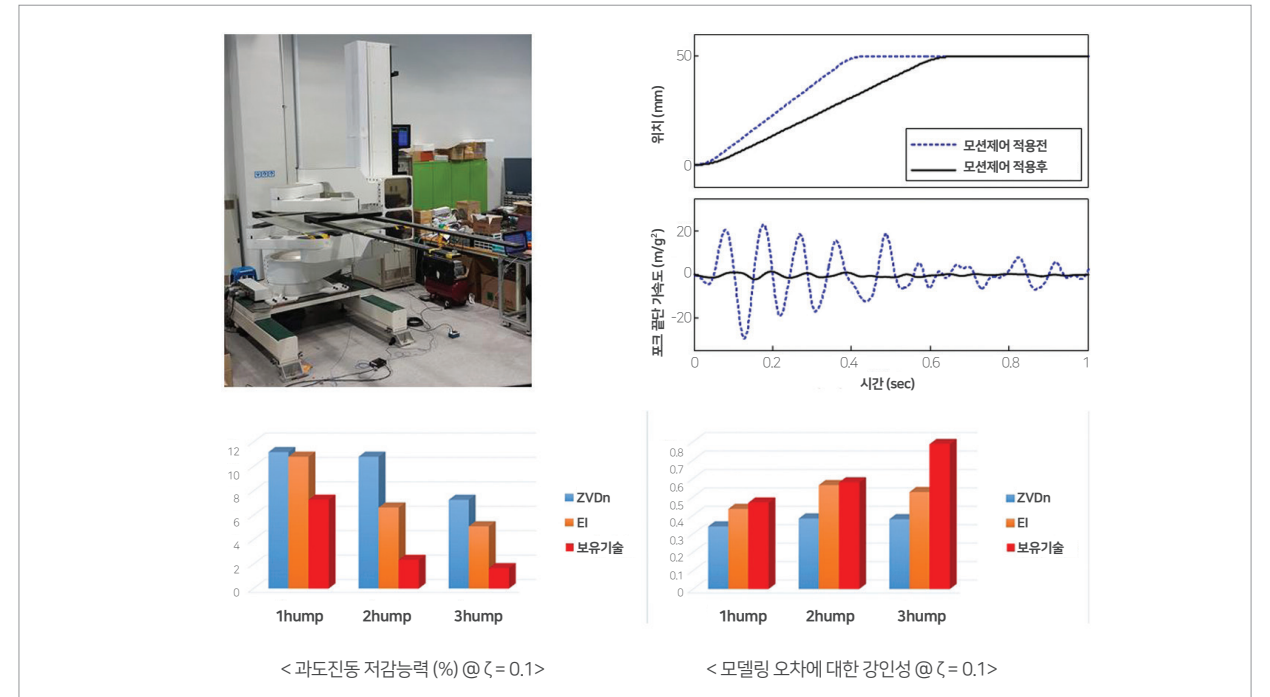 50
0
위치 (mm)
모션제어 적용전
모션제어 적용후
20
0
-20
포크 끝단 가속도 (m/g²)
0
0.2
0.4
0.6
0.8
1
시간 (sec)
12
10
8
6
4
2
0
1hump
2hump
3hump
ZVDn
EI
보유기술
< 과도진동 저감능력 (%) @ ζ = 0.1>
0.8
0.7
0.6
0.5
0.4
0.3
0.2
0.1
0
1hump
2hump
3hump
ZVDn
EI
보유기술
< 모델링 오차에 대한 강인성 @ ζ = 0.1>